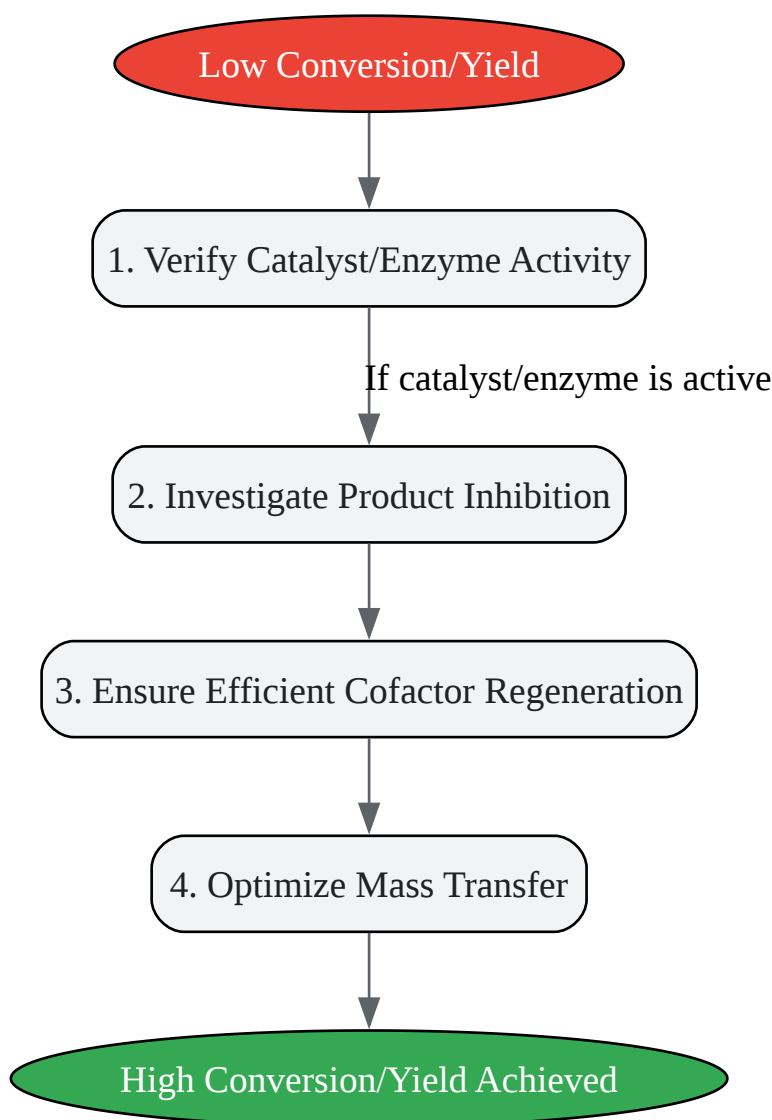 Low Conversion/Yield
1. Verify Catalyst/Enzyme Activity
If catalyst/enzyme is active
2. Investigate Product Inhibition
3. Ensure Efficient Cofactor Regeneration
4. Optimize Mass Transfer
High Conversion/Yield Achieved